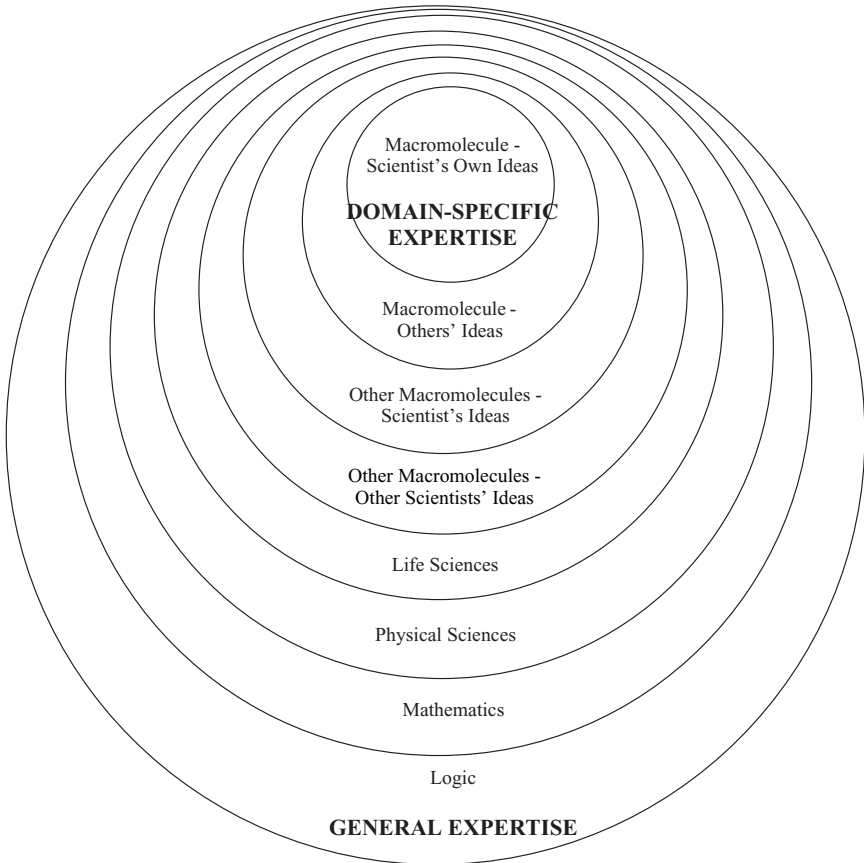 Macromolecule -
Scientist's Own Ideas
DOMAIN-SPECIFIC
EXPERTISE
Macromolecule -
Others' Ideas
Other Macromolecules -
Scientist's Ideas
Other Macromolecules -
Other Scientists' Ideas
Life Sciences
Physical Sciences
Mathematics
Logic
GENERAL EXPERTISE